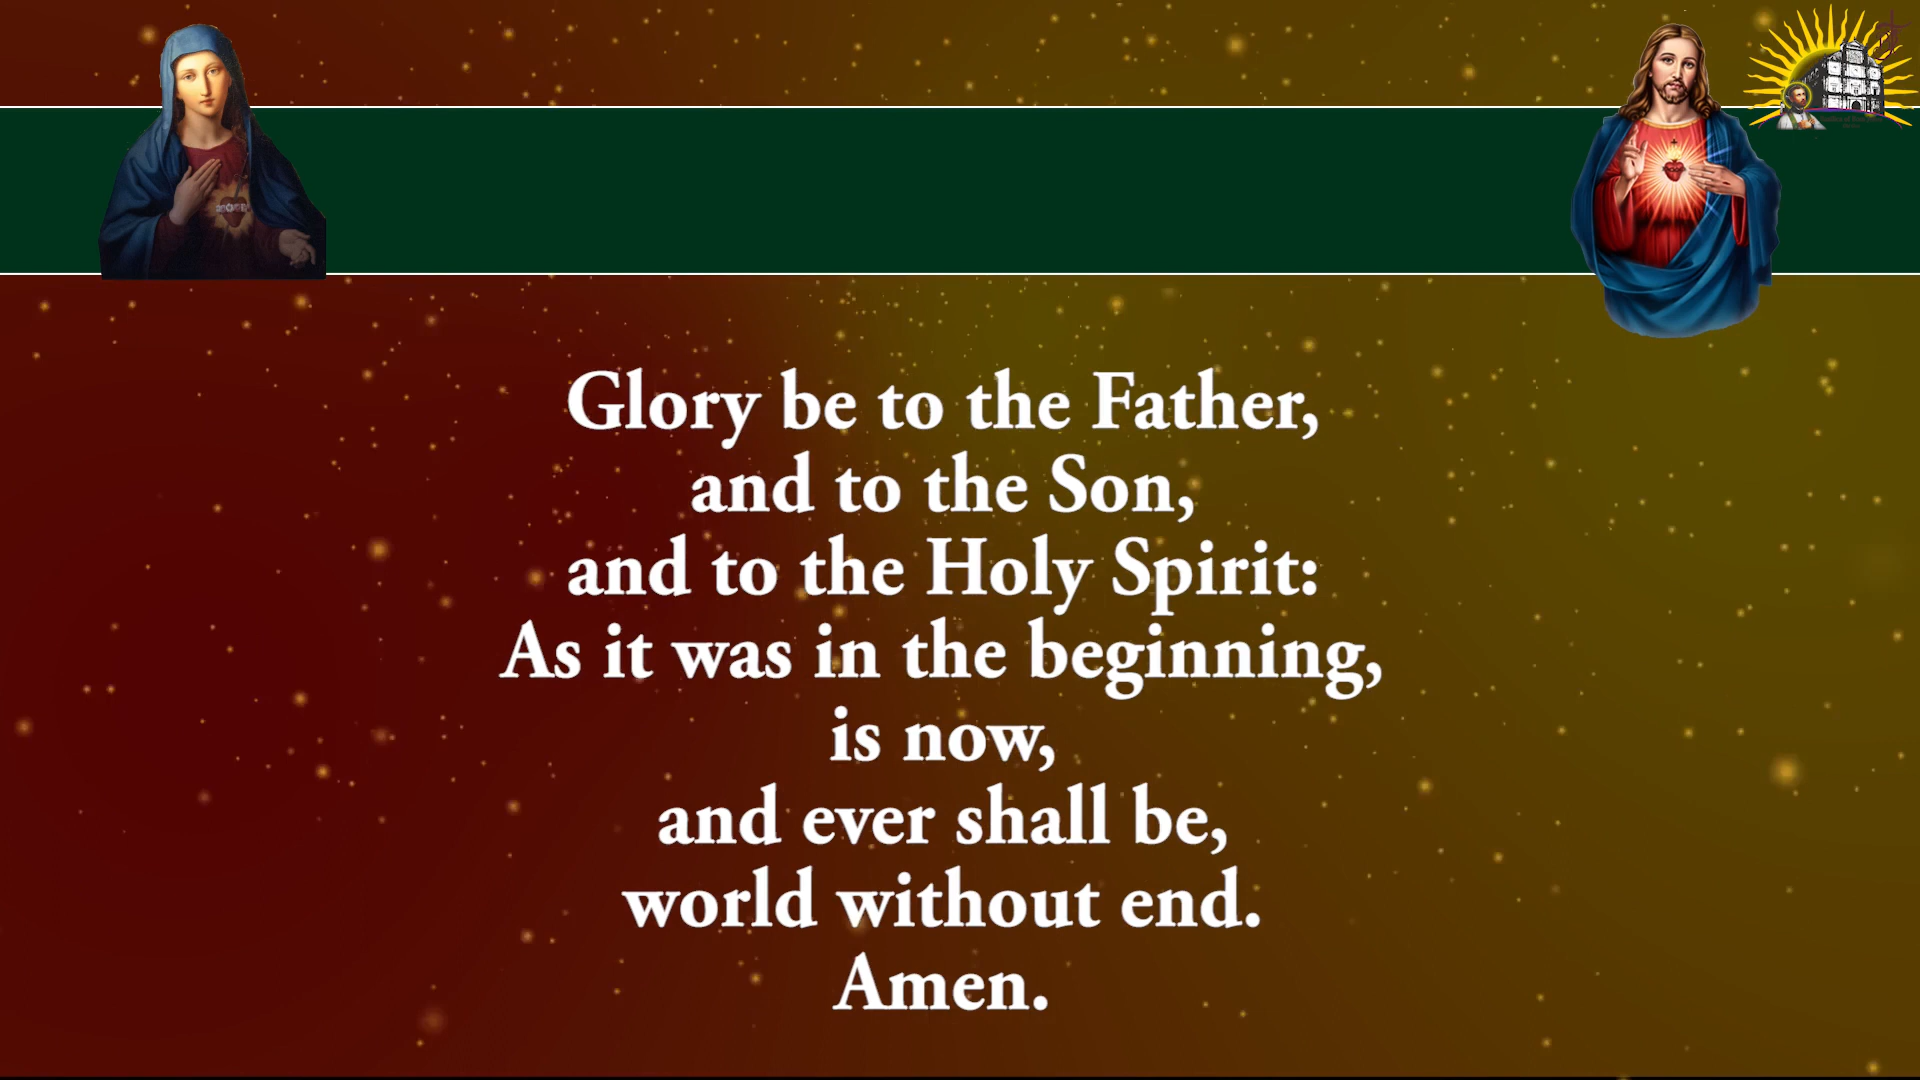 Glory be to the Father,
and to the Son,
and to the Holy Spirit:
As it was in the beginning,
is now,
and ever shall be,
world without end.
Amen.